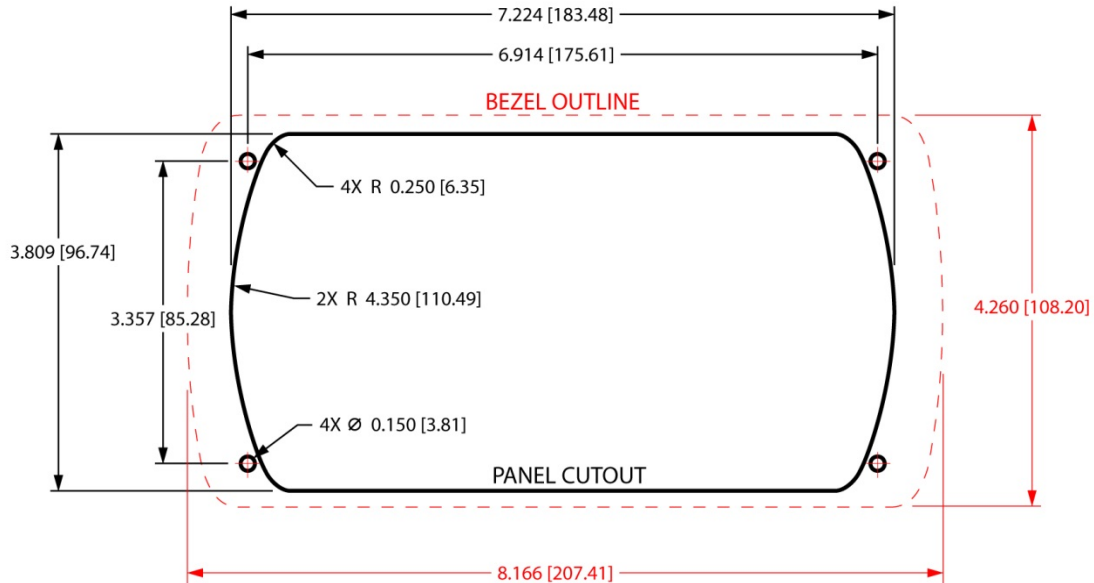 7.224 [183.48]
6.914 [175.61]
BEZEL OUTLINE
4X R 0.250 [6.35]
3.809 [96.74]
2X R 4.350 [110.49]
3.357 [85.28]
4.260 [108.20]
4X Ø 0.150 [3.81]
PANEL CUTOUT
8.166 [207.41]